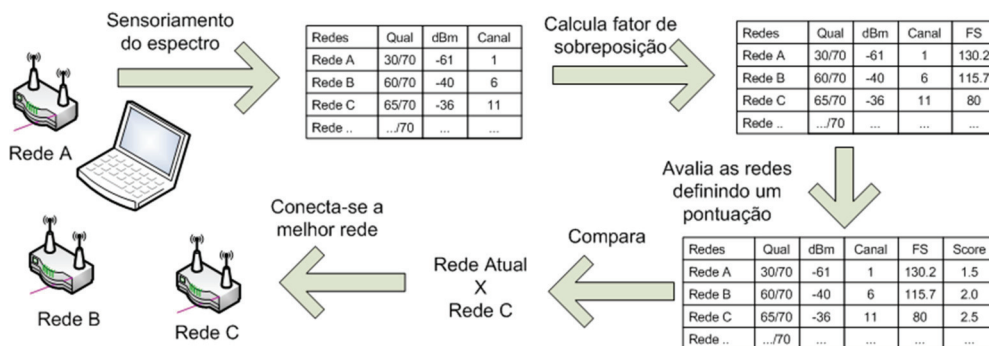 Sensoriamento
do espectro
Redes Qual dBm Canal
Rede A 30/70 -61 1
Rede B 60/70 -40 6
Rede C 65/70 -36 11
Rede .. .../70 ... ...
Calcula fator de
sobreposição
Redes Qual dBm Canal FS
Rede A 30/70 -61 1 130.2
Rede B 60/70 -40 6 115.7
Rede C 65/70 -36 11 80
Rede .. .../70 ... ... ...
Rede A
Avalia as redes
definindo um
pontuação
Redes Qual dBm Canal FS Score
Rede A 30/70 -61 1 130.2 1.5
Rede B 60/70 -40 6 115.7 2.0
Rede C 65/70 -36 11 80 2.5
Rede .. .../70 ... ... ... ...
Compara
Rede Atual
X
Rede C
Conecta-se a
melhor rede
Rede B
Rede C